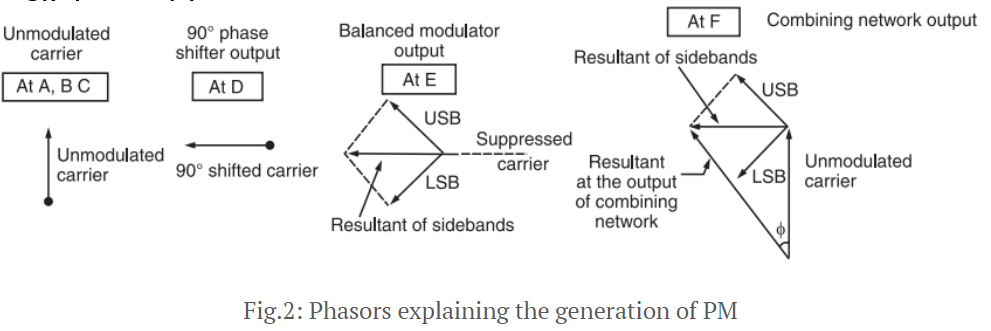 Unmodulated
carrier
At A, B C
Unmodulated
carrier
90° phase
shifter output
At D
90° shifted carrier
Balanced modulator
output
At E
USB
Suppressed
carrier
LSB
Resultant of sidebands
At F
Combining network output
Resultant of sidebands
USB
Resultant
at the output
of combining
network
LSB
Unmodulated
carrier
ϕ
Fig.2: Phasors explaining the generation of PM